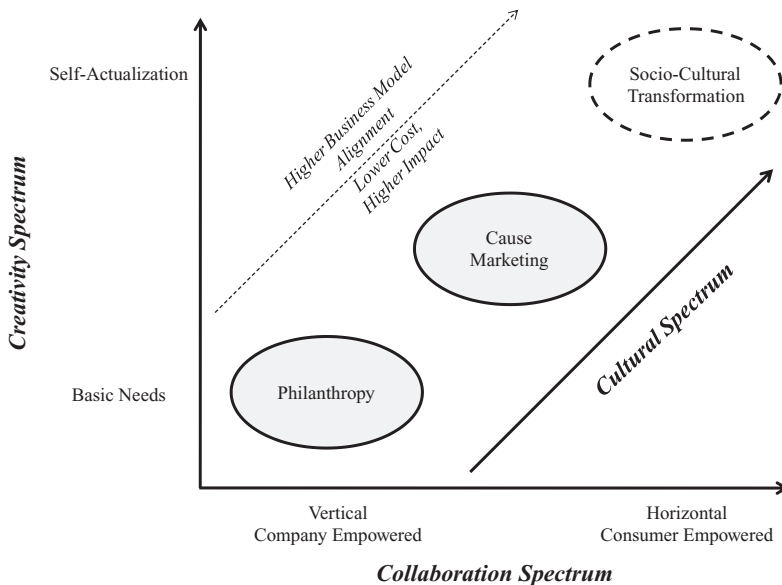 Self-Actualization
Socio-Cultural
Transformation
Higher Business Model
Alignment
Lower Cost,
Higher Impact
Creativity Spectrum
Cause
Marketing
Cultural Spectrum
Basic Needs
Philanthropy
Vertical
Company Empowered
Horizontal
Consumer Empowered
Collaboration Spectrum